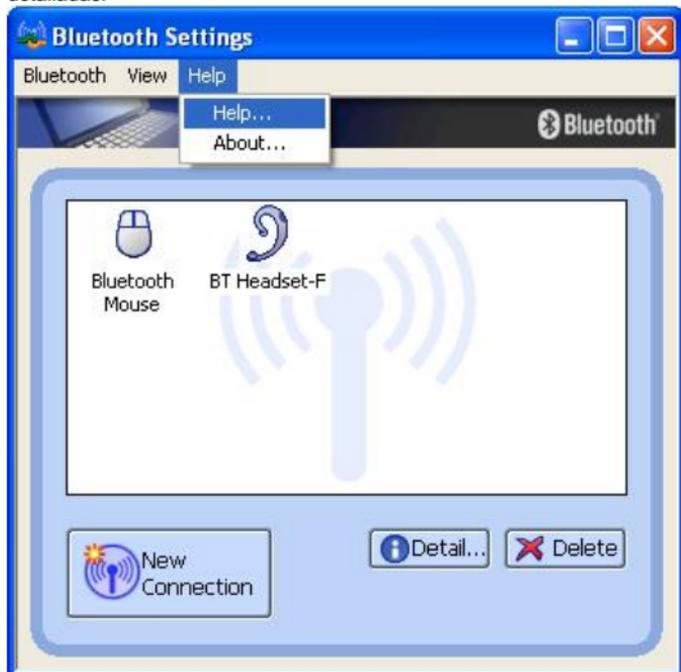 Bluetooth Settings
Bluetooth View Help
Help...
About...
Bluetooth
Bluetooth
Mouse
BT Headset-F
New
Connection
Detail...
Delete